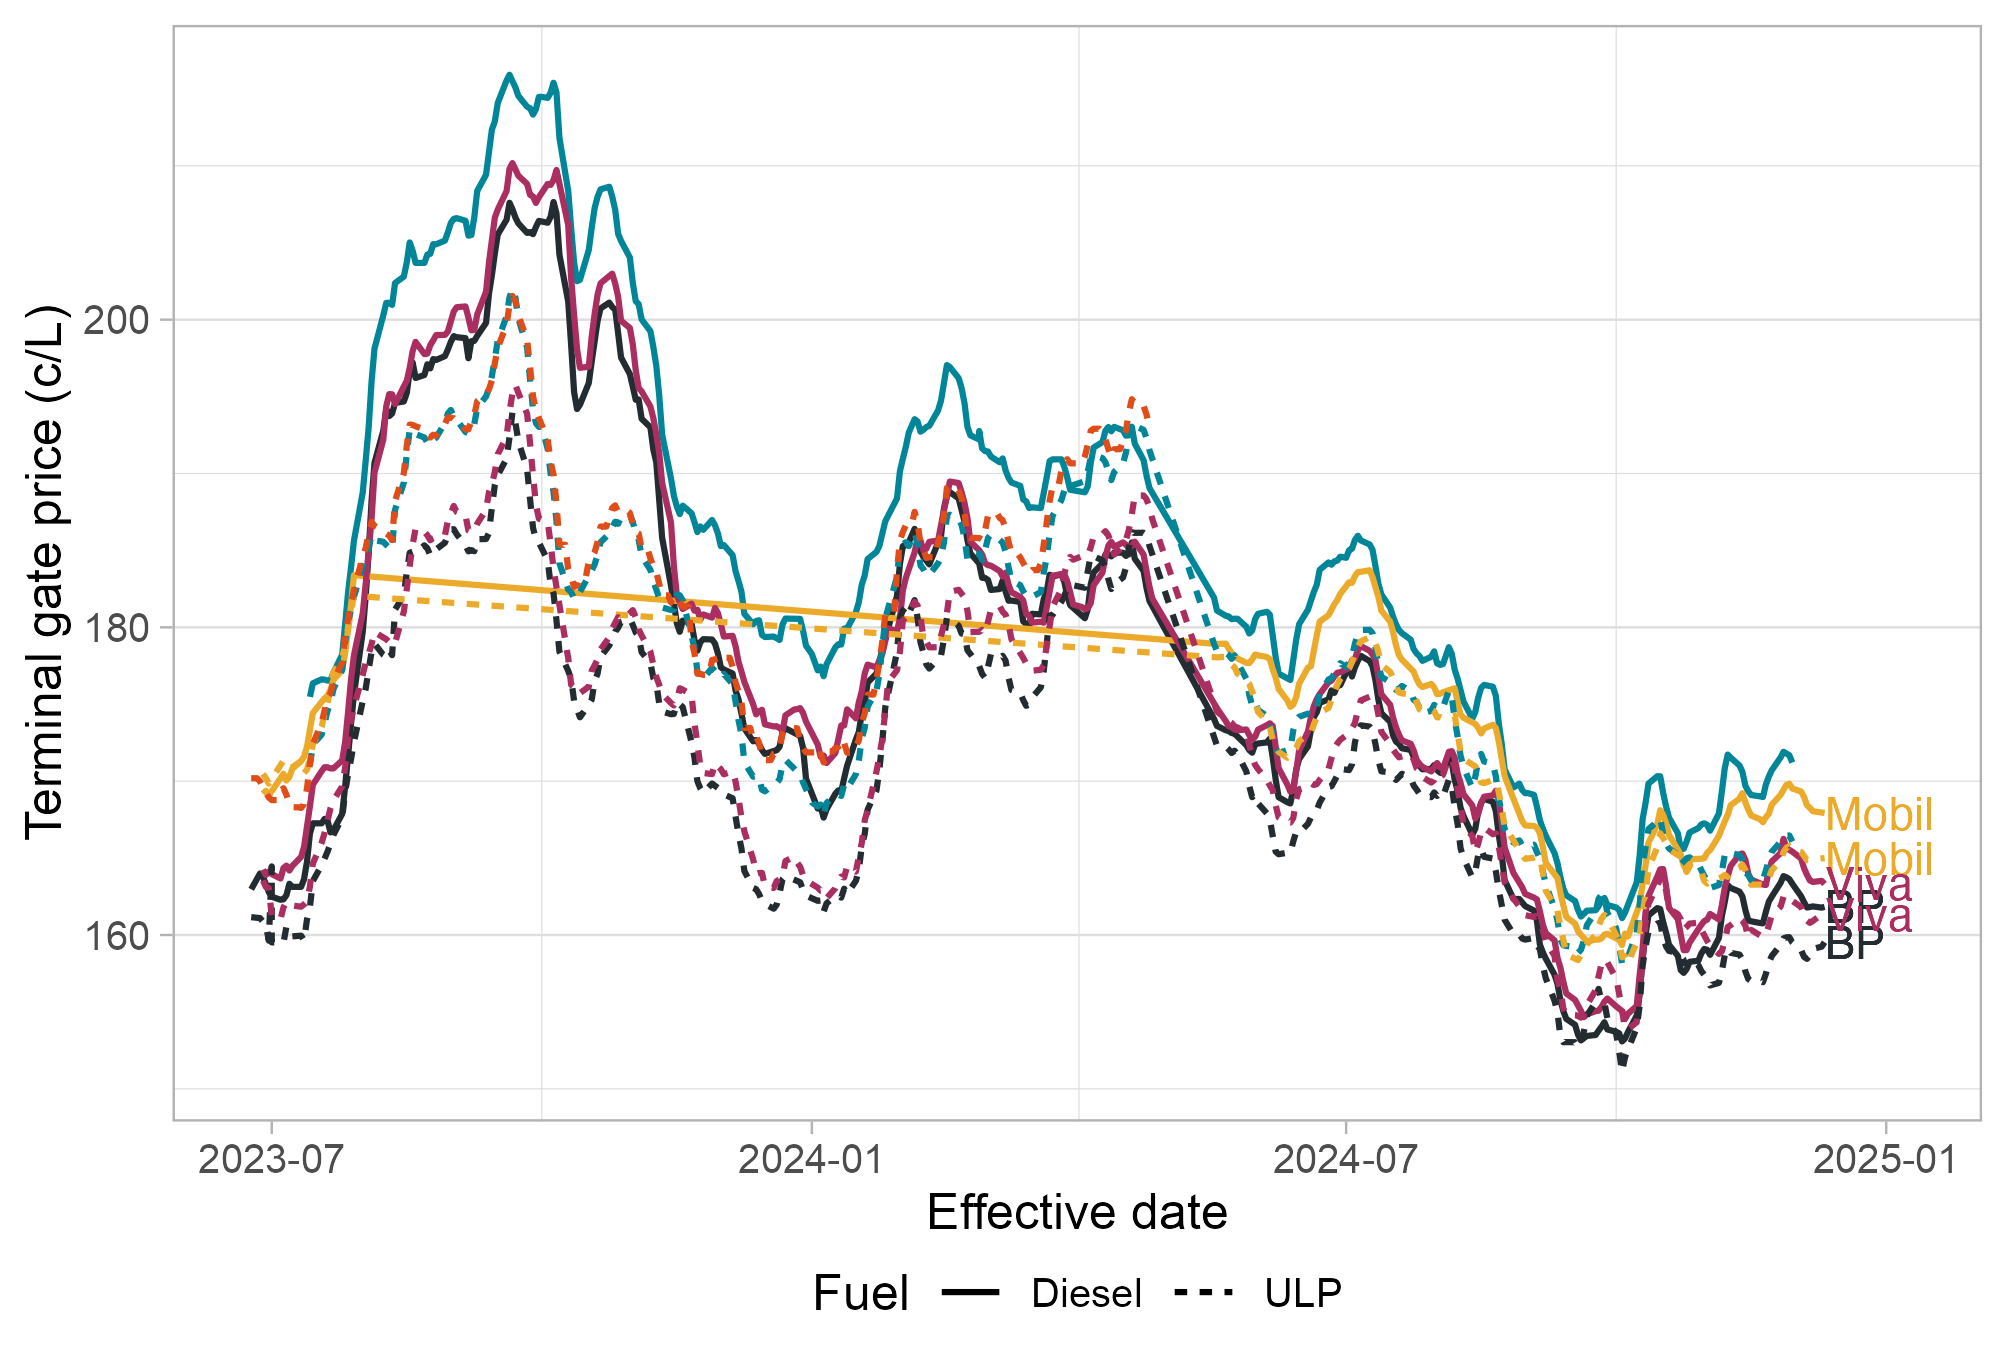 Terminal gate price (c/L)
200
180
160
Mobil
Mobil
Viva
BP
Viva
BP
2023-07
2024-01
2024-07
2025-01
Effective date
Fuel
Diesel
ULP